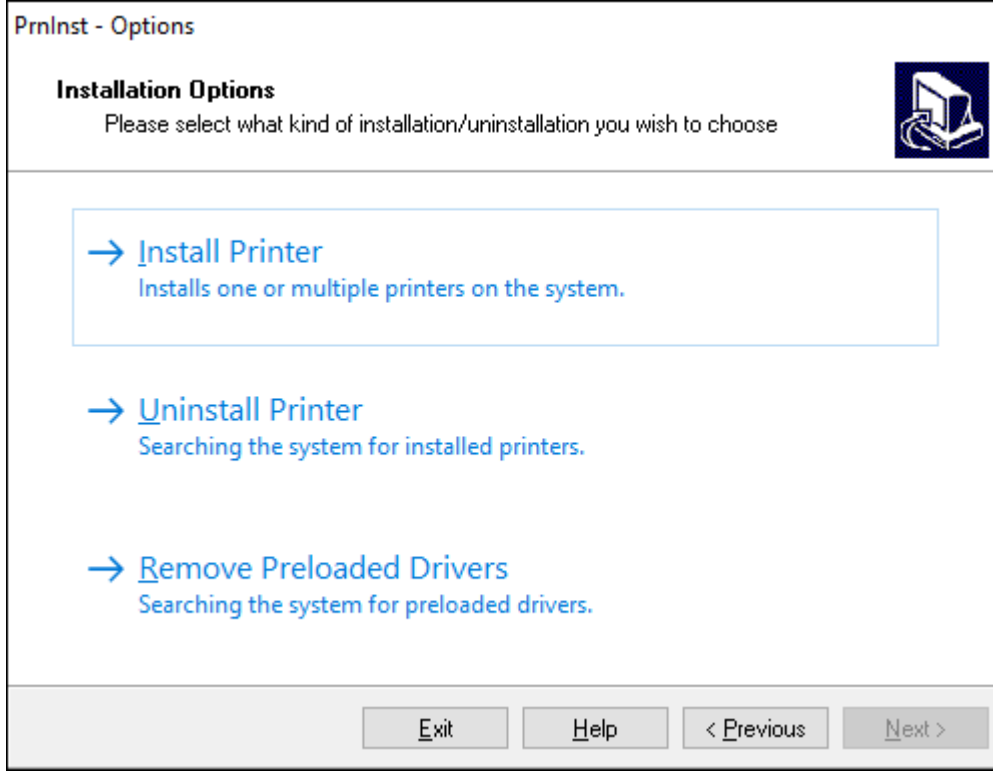 PrnInst - Options
Installation Options
Please select what kind of installation/uninstallation you wish to choose
Install Printer
Installs one or multiple printers on the system.
Uninstall Printer
Searching the system for installed printers.
Remove Preloaded Drivers
Searching the system for preloaded drivers.
Exit Help < Previous Next >